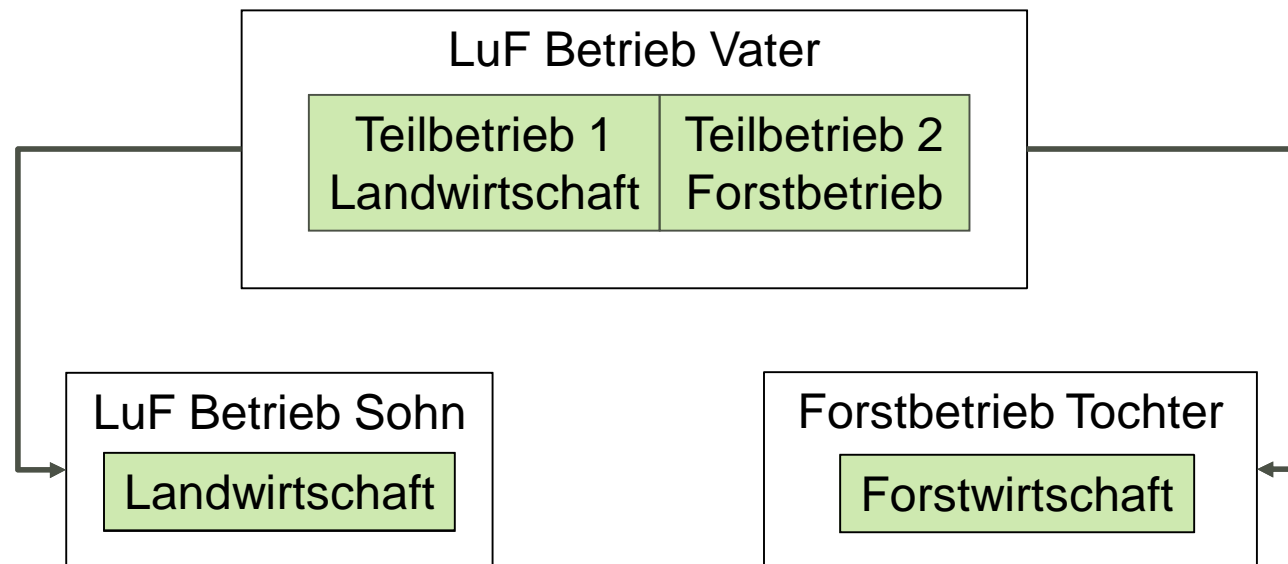 LuF Betrieb Vater
Teilbetrieb 1
Landwirtschaft
Teilbetrieb 2
Forstbetrieb
LuF Betrieb Sohn
Landwirtschaft
Forstbetrieb Tochter
Forstwirtschaft